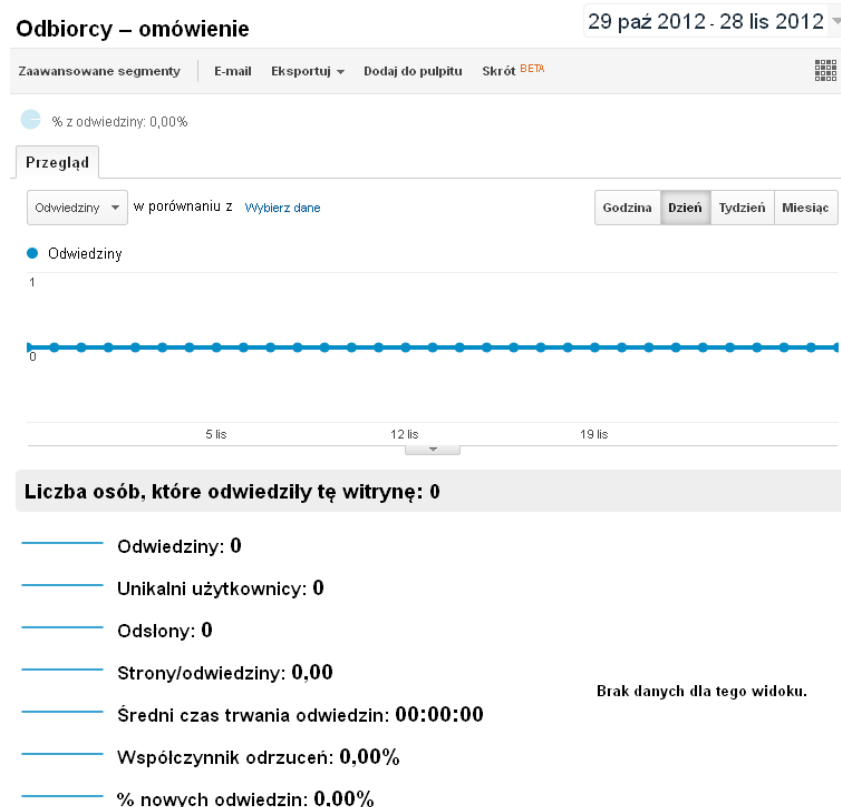 Odbiorcy – omówienie
29 paź 2012 - 28 lis 2012
Zaawansowane segmenty E-mail Eksportuj Dodaj do pulpitu Skrót BETA
% z odwiedziny: 0,00%
Przegląd
Odwiedziny w porównaniu z Wybierz dane Godzina Dzień Tydzień Miesiąc
Odwiedziny
1
0
5 lis 12 lis 19 lis
Liczba osób, które odwiedziły tę witrynę: 0
Odwiedziny: 0
Unikalni użytkownicy: 0
Odsłony: 0
Strony/odwiedziny: 0,00
Brak danych dla tego widoku.
Średni czas trwania odwiedzin: 00:00:00
Współczynnik odrzuceń: 0,00%
% nowych odwiedzin: 0,00%